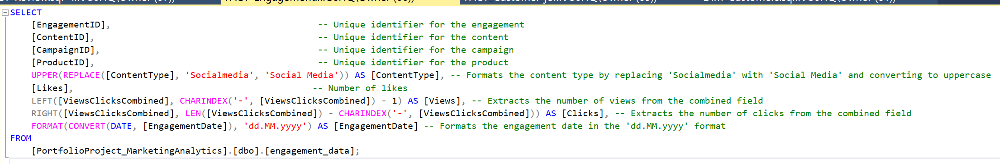 SELECT
[EngagementID], -- Unique identifier for the engagement
[ContentID], -- Unique identifier for the content
[CampaignID], -- Unique identifier for the campaign
[ProductID], -- Unique identifier for the product
UPPER(REPLACE([ContentType], 'Socialmedia', 'Social Media')) AS [ContentType], -- Formats the content type by replacing 'Socialmedia' with 'Social Media' and converting to uppercase
[Likes], -- Number of likes
LEFT([ViewsClicksCombined], CHARINDEX('-', [ViewsClicksCombined]) - 1) AS [Views], -- Extracts the number of views from the combined field
RIGHT([ViewsClicksCombined], LEN([ViewsClicksCombined]) - CHARINDEX('-', [ViewsClicksCombined])) AS [Clicks], -- Extracts the number of clicks from the combined field
FORMAT(CONVERT(DATE, [EngagementDate]), 'dd.MM.yyyy') AS [EngagementDate] -- Formats the engagement date in the 'dd.MM.yyyy' format
FROM
[PortfolioProject_MarketingAnalytics].[dbo].[engagement_data];